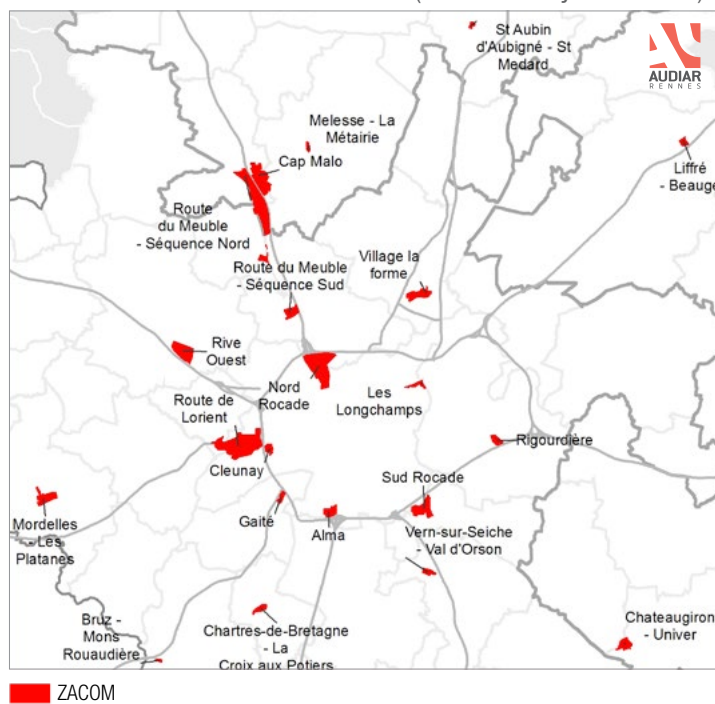 St Aubin
d'Aubigné - St
Medard
AUDIAR
RENNES
Melesse - La
Métairie
Cap Malo
Liffré
- Beauge
Route
du Meuble
- Séquence Nord
Village la
forme
Route du Meuble
- Séquence Sud
Rive
Ouest
Nord
Rocade
Les
Longchamps
Route de
Lorient
Rigourdière
Cleunay
Sud Rocade
Mordelles
- Les
Platanes
Gaité
Alma
Vern-sur-Seiche
- Val d'Orson
Bruz -
Mons
Rouaudière
Chartres-de-Bretagne
- La
Croix aux Potiers
Chateaugiron
- Univer
ZACOM